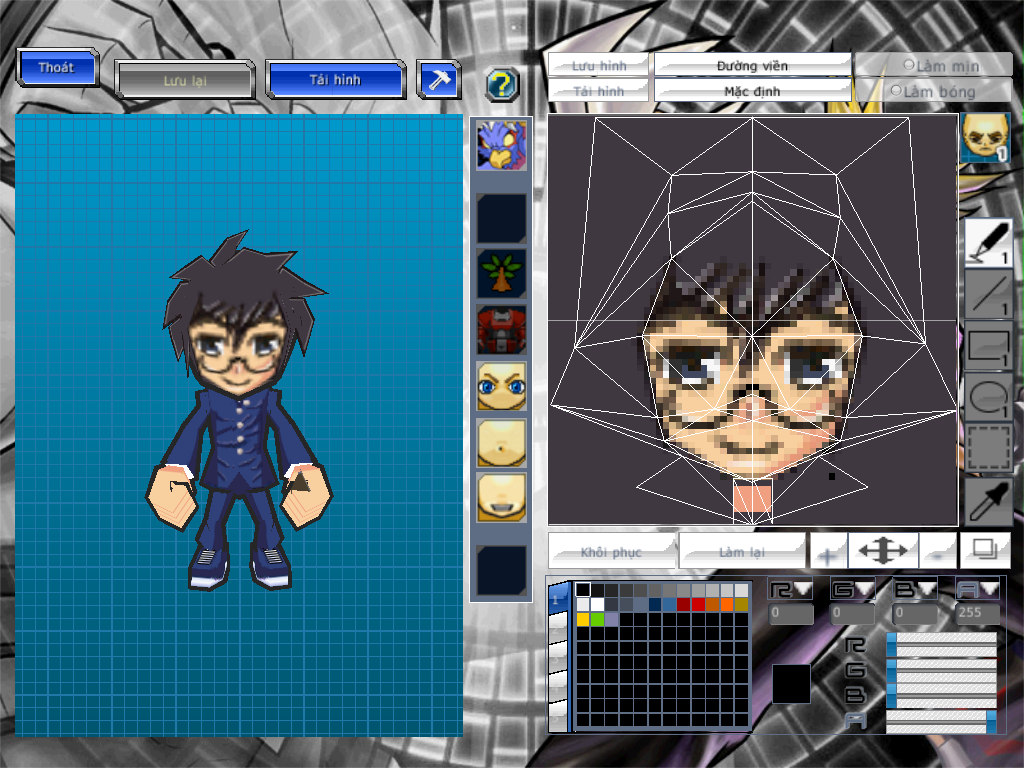 Thoát
Lưu lại
Tải hình
?
Lưu hình
Đường viền
Làm mịn
Tải hình
Mặc định
Làm bóng
1
1
1
1
1
Khôi phục
Làm lại
+
-
1
R
G
B
A
0
0
0
255
R
G
B
A